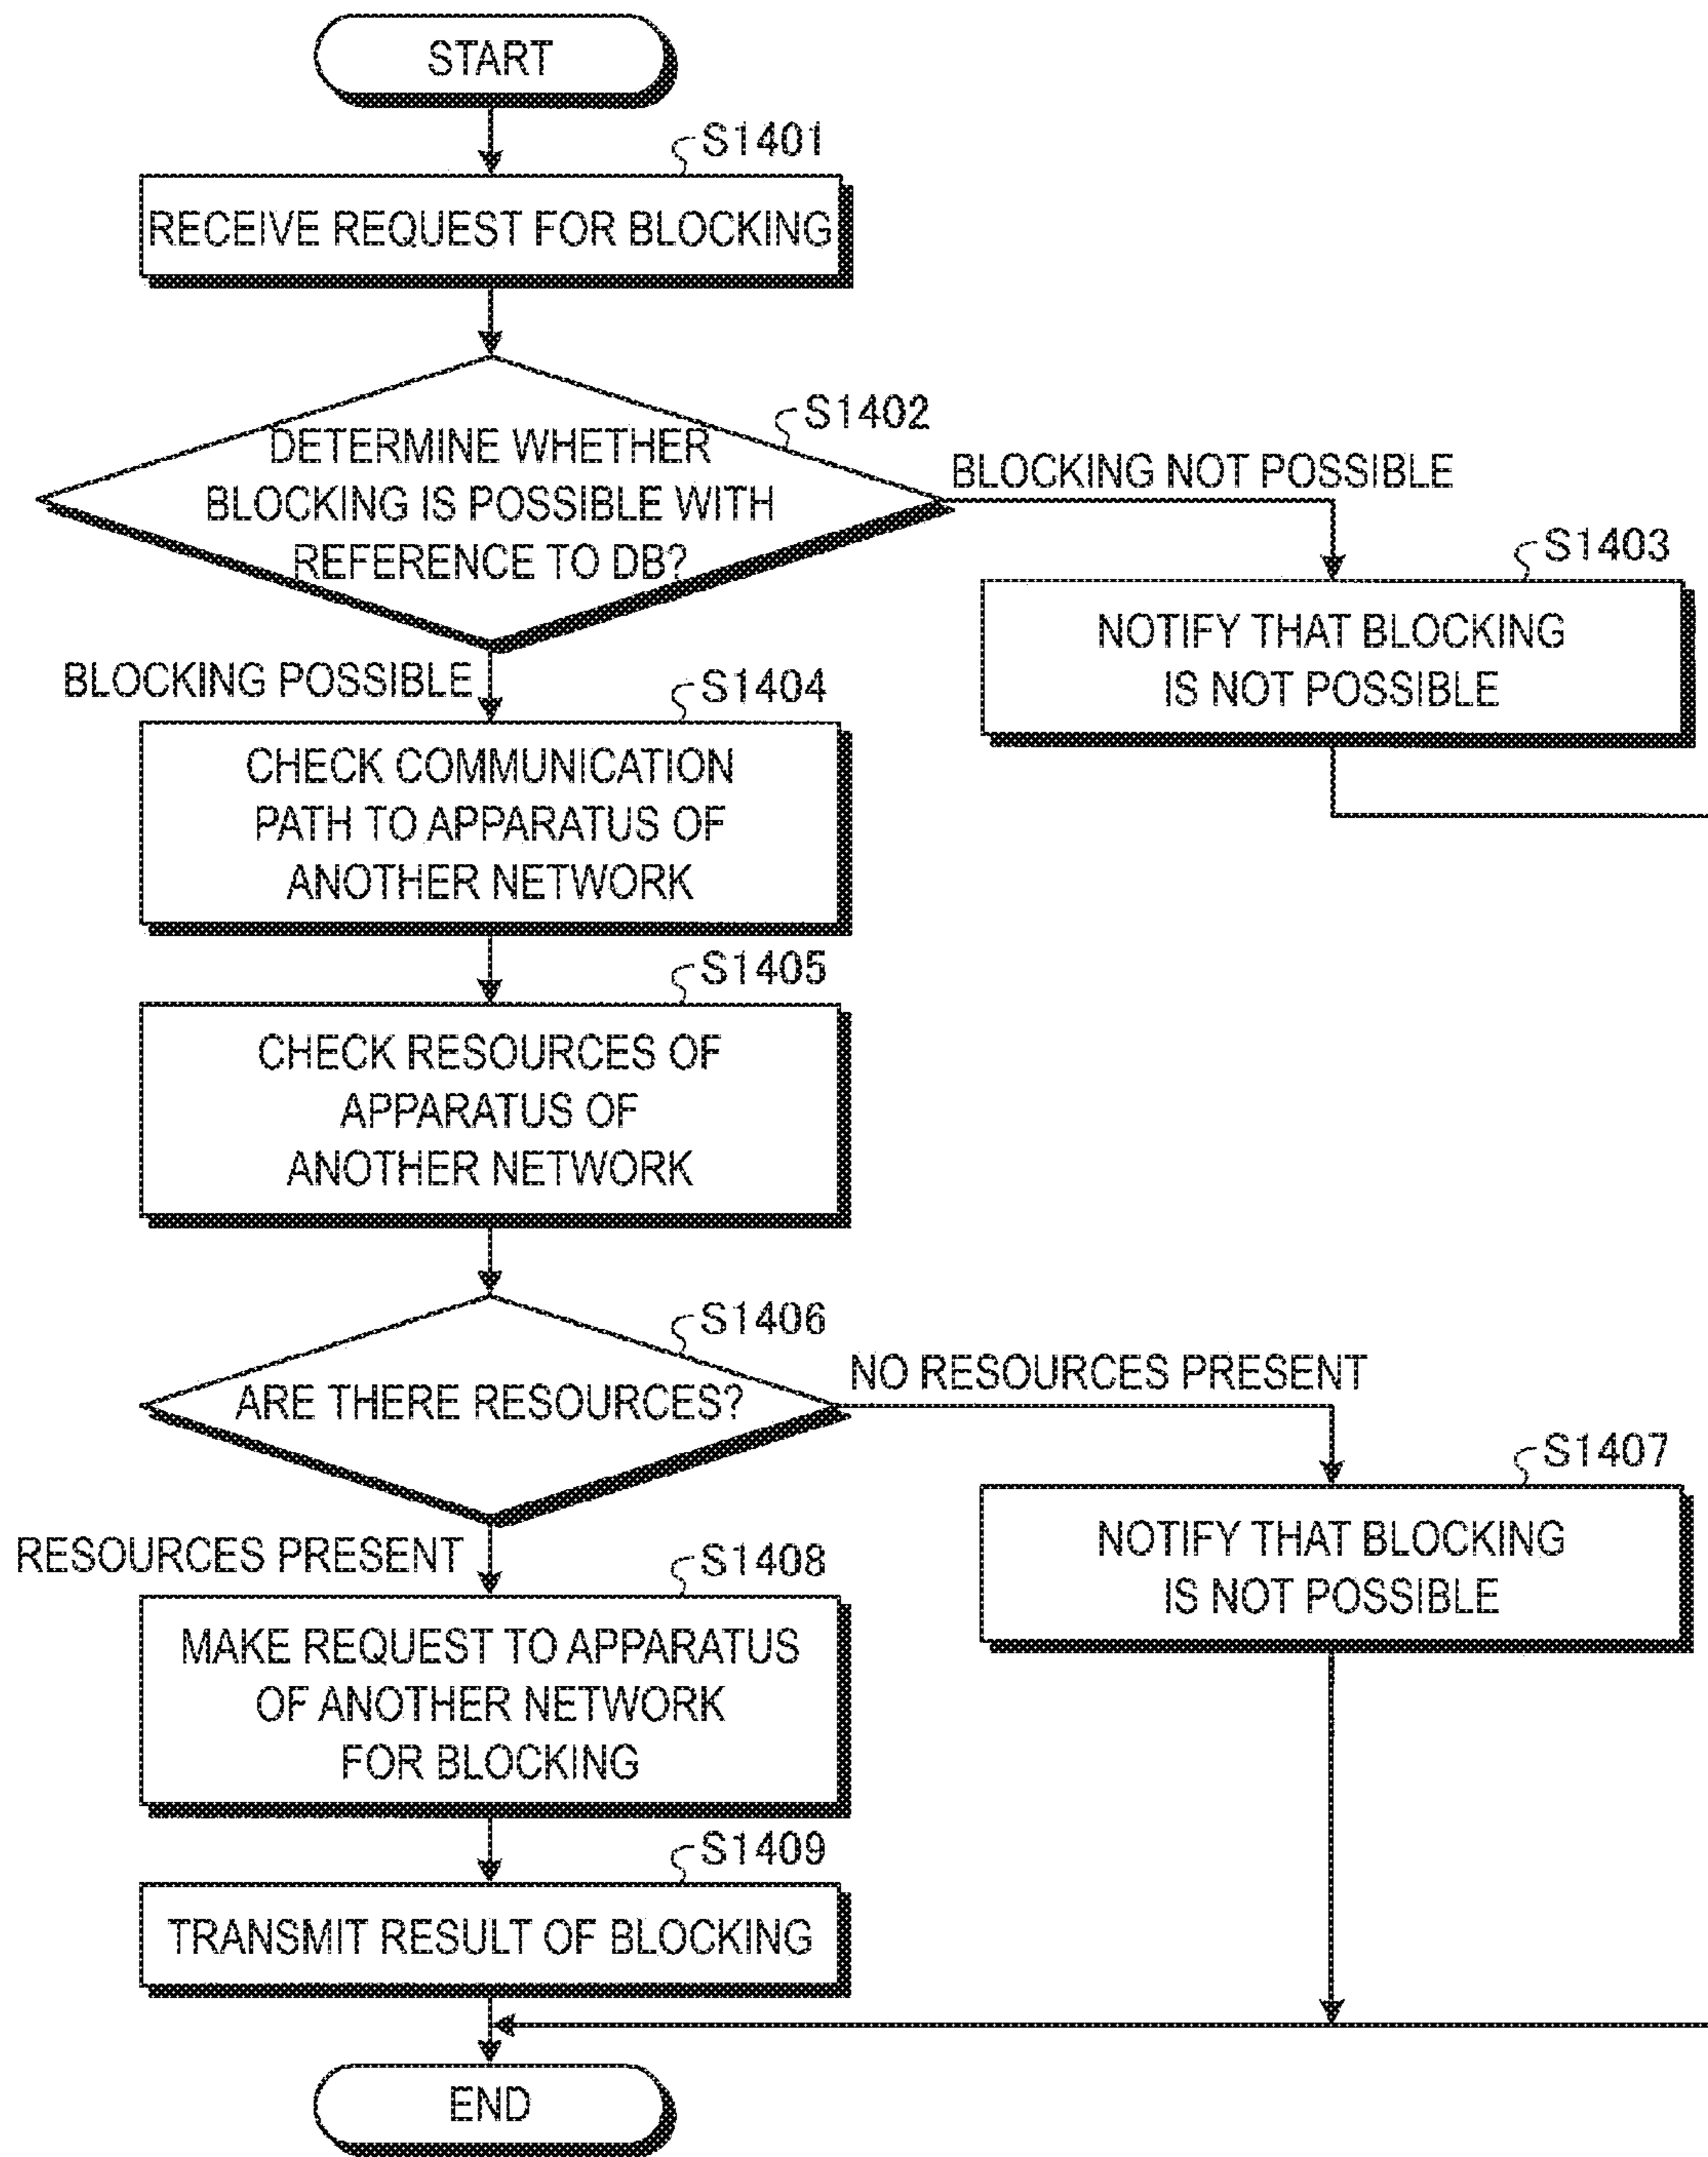 START
S1401
RECEIVE REQUEST FOR BLOCKING
S1402
DETERMINE WHETHER
BLOCKING IS POSSIBLE WITH
REFERENCE TO DB?
BLOCKING NOT POSSIBLE
S1403
NOTIFY THAT BLOCKING
IS NOT POSSIBLE
BLOCKING POSSIBLE
S1404
CHECK COMMUNICATION
PATH TO APPARATUS OF
ANOTHER NETWORK
S1405
CHECK RESOURCES OF
APPARATUS OF
ANOTHER NETWORK
S1406
ARE THERE RESOURCES?
NO RESOURCES PRESENT
S1407
NOTIFY THAT BLOCKING
IS NOT POSSIBLE
RESOURCES PRESENT
S1408
MAKE REQUEST TO APPARATUS
OF ANOTHER NETWORK
FOR BLOCKING
S1409
TRANSMIT RESULT OF BLOCKING
END